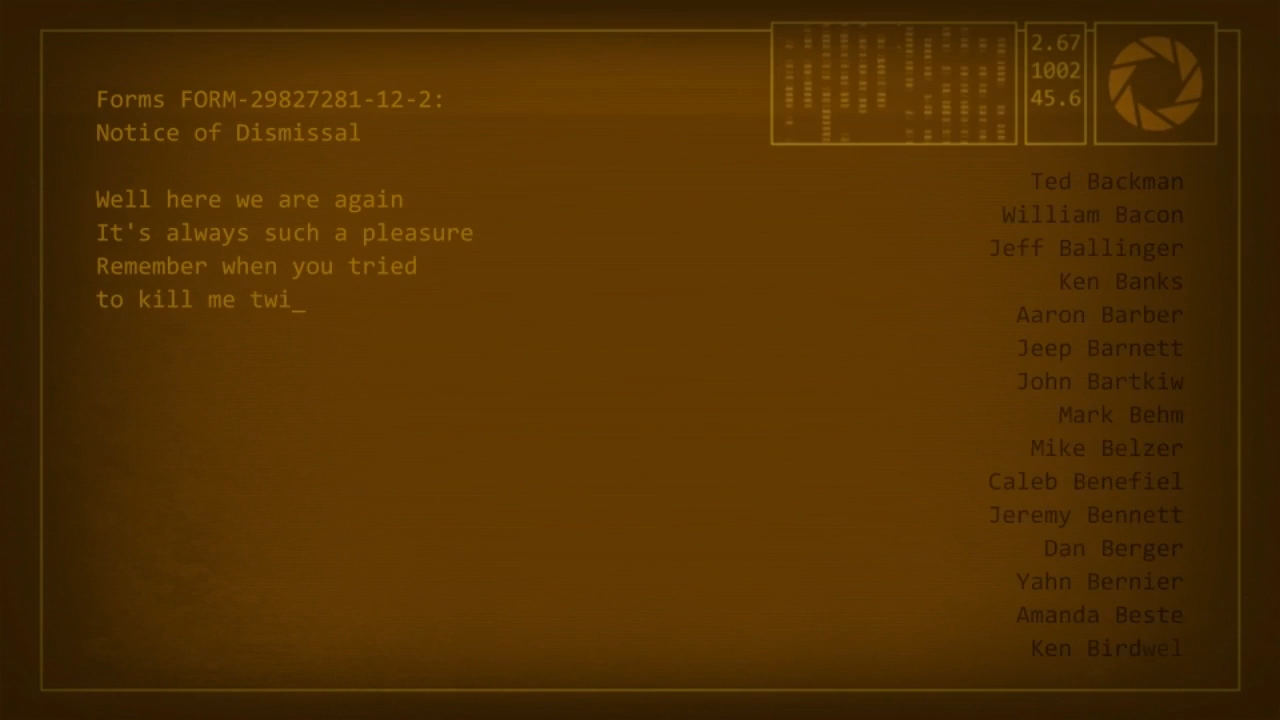 Forms FORM-29827281-12-2:
Notice of Dismissal
Well here we are again
It's always such a pleasure
Remember when you tried
to kill me twi_
2.67
1002
45.6
Ted Backman
William Bacon
Jeff Ballinger
Ken Banks
Aaron Barber
Jeep Barnett
John Bartkiw
Mark Behm
Mike Belzer
Caleb Benefiel
Jeremy Bennett
Dan Berger
Yahn Bernier
Amanda Beste
Ken Birdwel